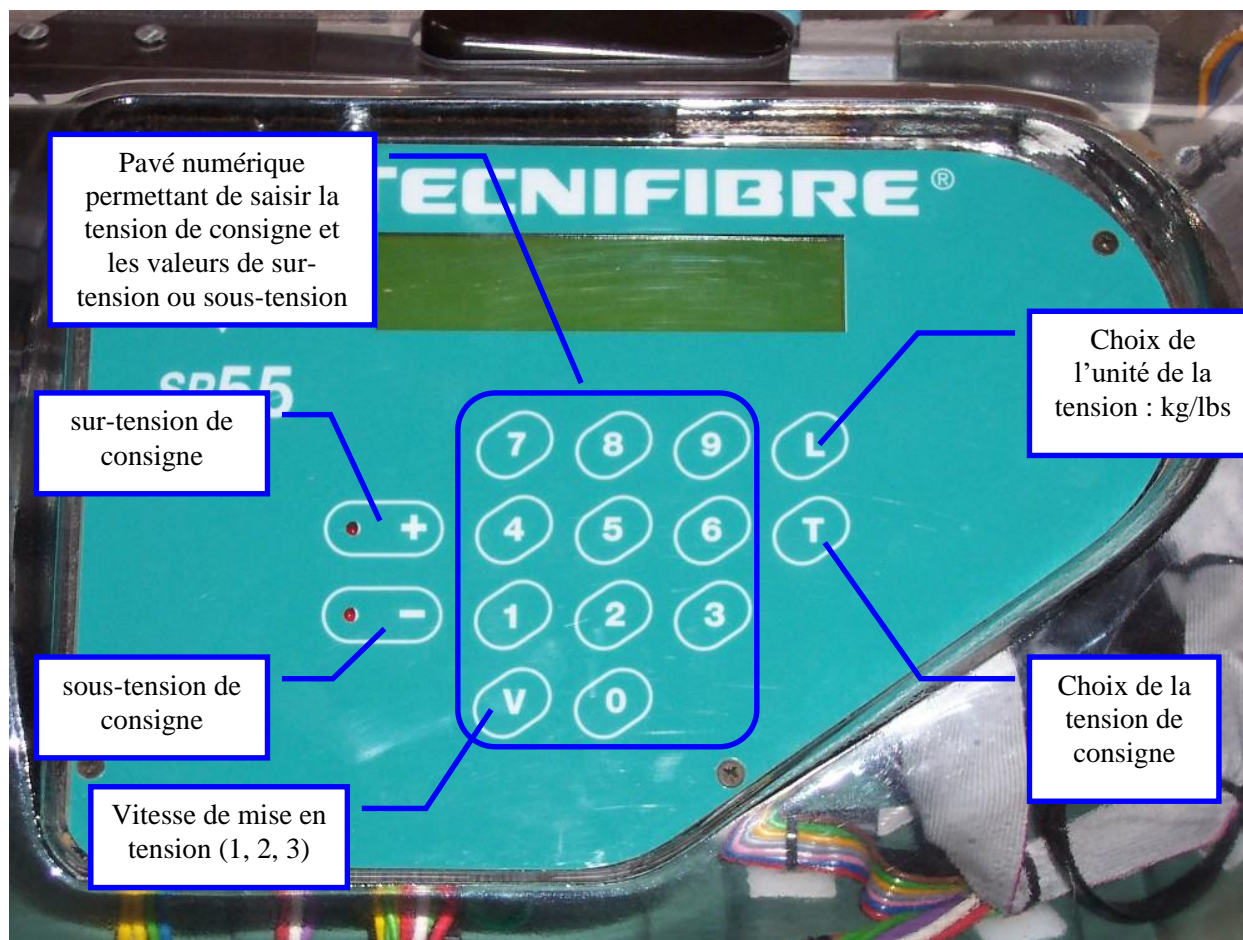 Pavé numérique
permettant de saisir la
tension de consigne et
les valeurs de sur-
tension ou sous-tension
TECNIFIBRE®
Choix de
l’unité de la
tension : kg/lbs
55
sur-tension de
consigne
7 8 9 L
+ 4 5 6 T
- 1 2 3
V 0
sous-tension de
consigne
Choix de la
tension de
consigne
Vitesse de mise en
tension (1, 2, 3)